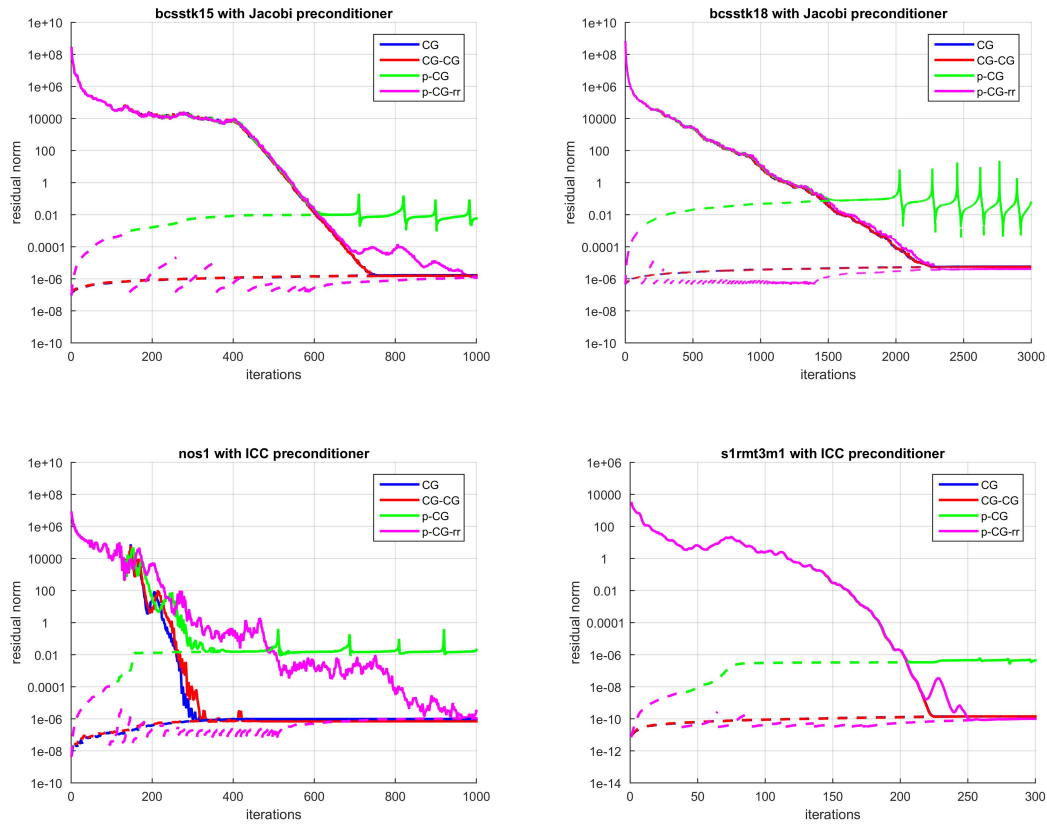 bcsstk15 with Jacobi preconditioner
1e+10
1e+08
1e+06
10000
100
1
0.01
0.0001
1e-06
1e-08
1e-10
residual norm
0 200 400 600 800 1000
iterations
CG
CG-CG
p-CG
p-CG-rr
bcsstk18 with Jacobi preconditioner
1e+10
1e+08
1e+06
10000
100
1
0.01
0.0001
1e-06
1e-08
1e-10
residual norm
0 500 1000 1500 2000 2500 3000
iterations
CG
CG-CG
p-CG
p-CG-rr
nos1 with ICC preconditioner
1e+10
1e+08
1e+06
10000
100
1
0.01
0.0001
1e-06
1e-08
1e-10
residual norm
0 200 400 600 800 1000
iterations
CG
CG-CG
p-CG
p-CG-rr
s1rmt3m1 with ICC preconditioner
1e+06
10000
100
1
0.01
0.0001
1e-06
1e-08
1e-10
1e-12
1e-14
residual norm
0 50 100 150 200 250 300
iterations
CG
CG-CG
p-CG
p-CG-rr